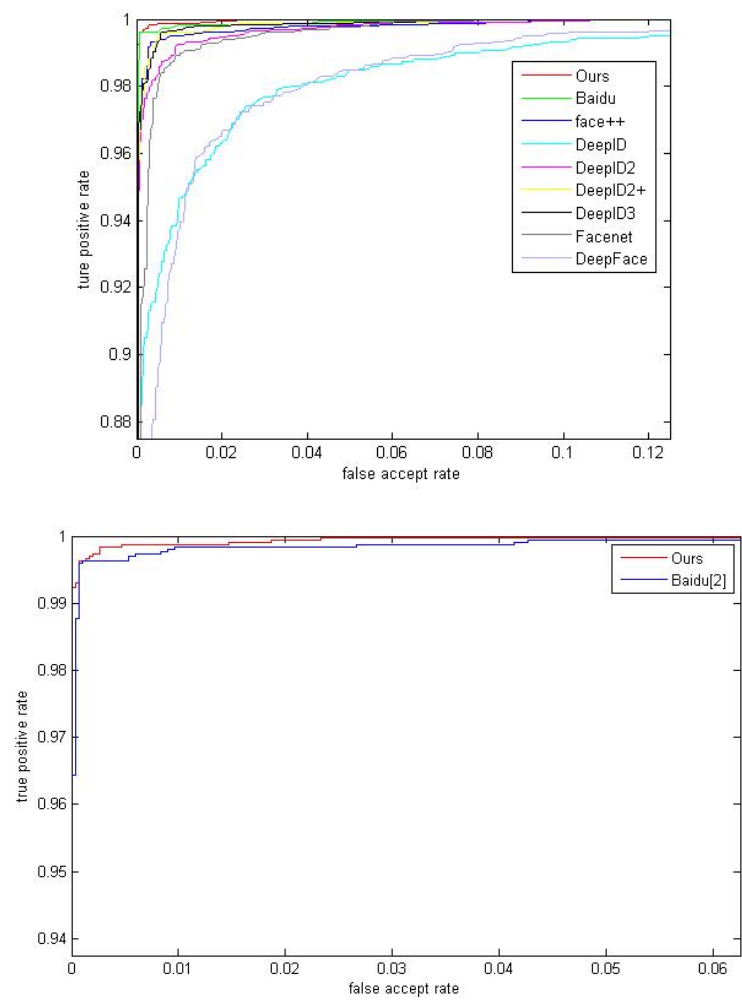 1
0.98
0.96
0.94
0.92
0.9
0.88
ture positive rate
Ours
Baidu
face++
DeepID
DeepID2
DeepID2+
DeepID3
Facenet
DeepFace
0 0.02 0.04 0.06 0.08 0.1 0.12
false accept rate
1
0.99
0.98
0.97
0.96
0.95
0.94
true positive rate
Ours
Baidu[2]
0 0.01 0.02 0.03 0.04 0.05 0.06
false accept rate